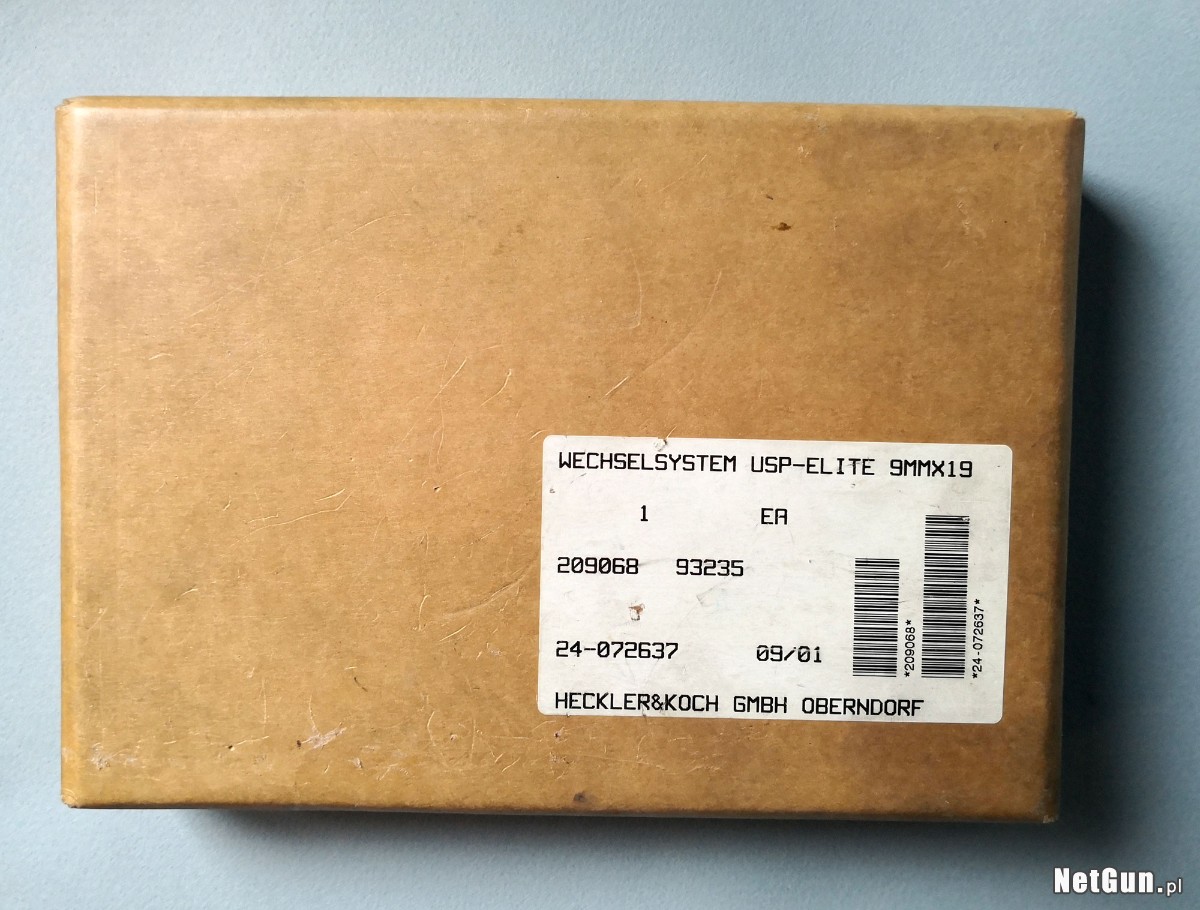 WECHSELSYSTEM USP-ELITE 9MMX19
1 EA
209068 93235
24-072637 09/01
HECKLER&KOCH GMBH OBERNDORF
*209068*
*24-072637*
NetGun.pl